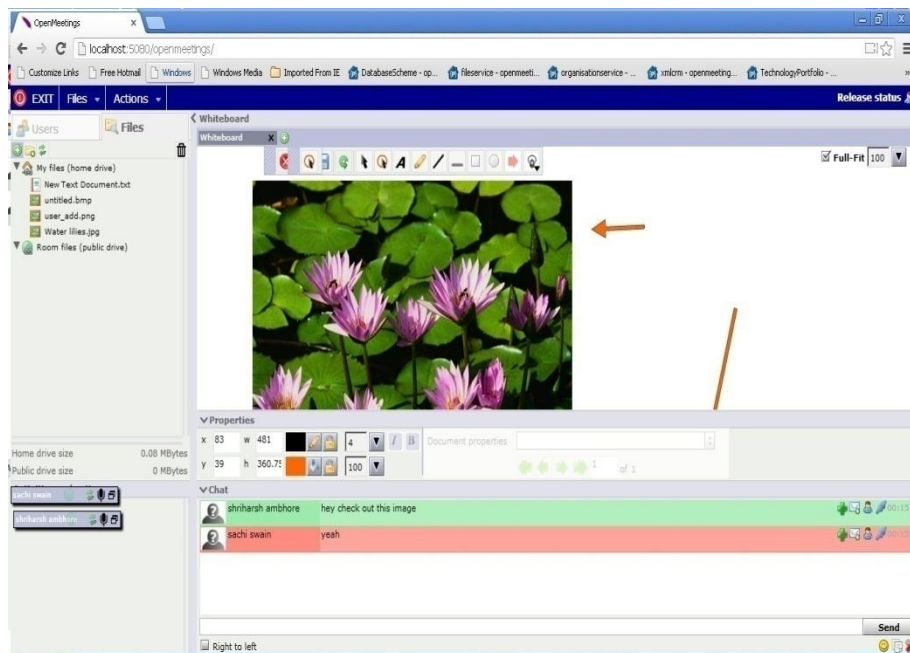 OpenMeetings x
localhost:5080/openmeetings/
Customize Links Free Hotmail Windows Windows Media Imported From IE DatabaseScheme - op... fileservice - openmeeti... organisationservice - ... xmlcrm - openmeeting... TechnologyPortfolio - ... »
EXIT Files Actions Release status
Users Files
My files (home drive)
New Text Document.txt
untitled.bmp
user_add.png
Water lilies.jpg
Room files (public drive)
Home drive size 0.08 MBytes
Public drive size 0 MBytes
sachi swain
shriharsh ambhore
Whiteboard
Whiteboard x
A
Full-Fit 100
Properties
x 83 w 481 4 I B Document properties
y 39 h 360.75 100 1 of 1
Chat
shriharsh ambhore hey check out this image 00:15
sachi swain yeah 00:15
Send
Right to left